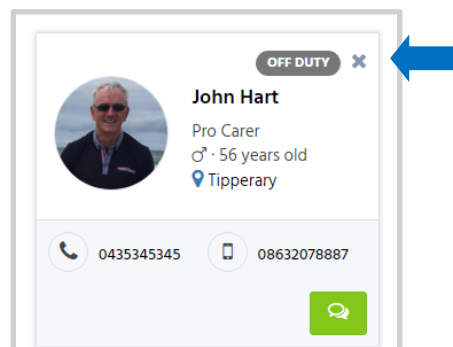 OFF DUTY
John Hart
Pro Carer
♂ · 56 years old
Tipperary
0435345345 08632078887